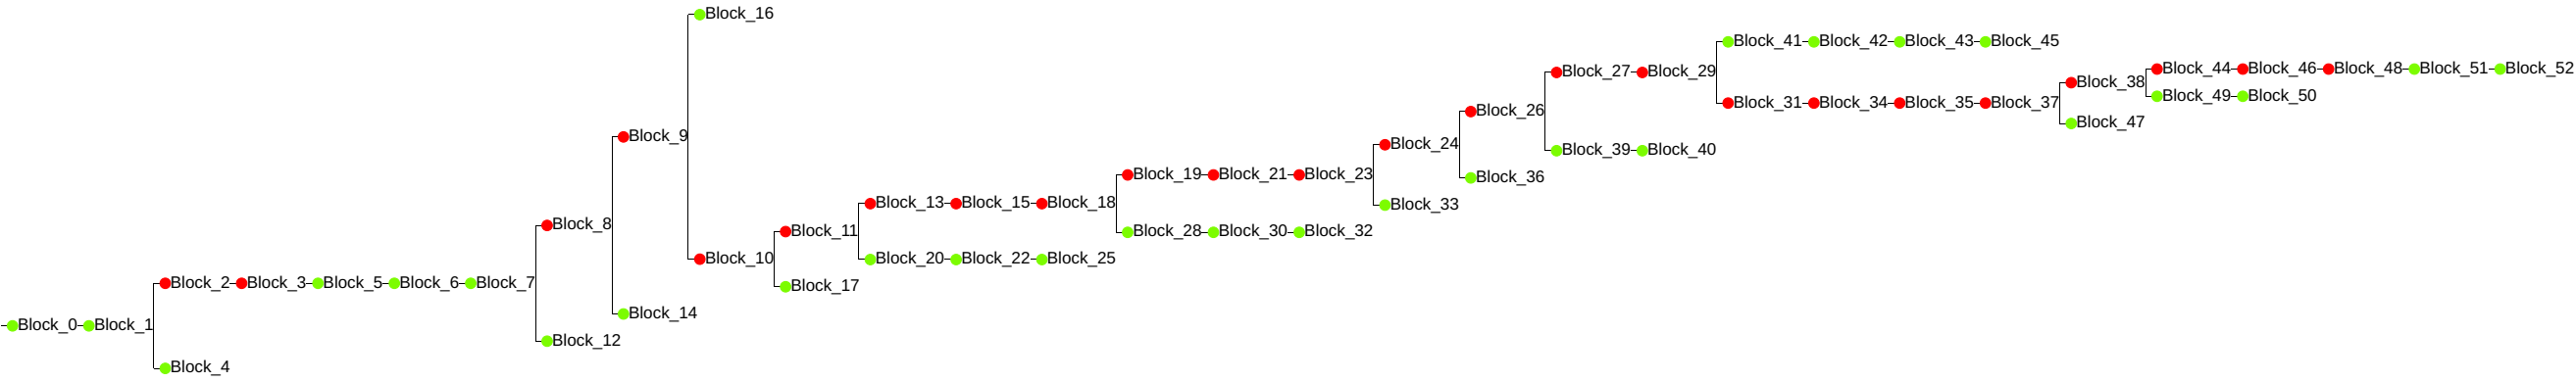 Block_16
Block_41 Block_42 Block_43 Block_45
Block_44 Block_46 Block_48 Block_51 Block_52
Block_27 Block_29
Block_38
Block_49 Block_50
Block_31 Block_34 Block_35 Block_37
Block_26
Block_47
Block_9
Block_24
Block_39 Block_40
Block_19 Block_21 Block_23
Block_36
Block_13 Block_15 Block_18
Block_33
Block_8
Block_11
Block_28 Block_30 Block_32
Block_10
Block_20 Block_22 Block_25
Block_2 Block_3 Block_5 Block_6 Block_7
Block_17
Block_14
Block_0 Block_1
Block_12
Block_4